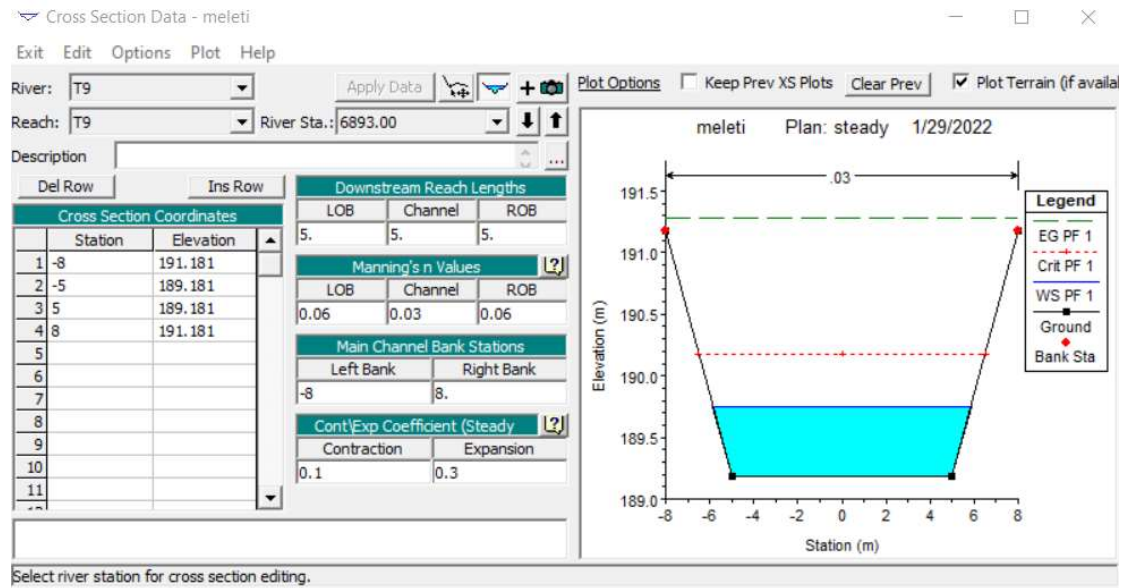 Cross Section Data - meleti
Exit Edit Options Plot Help
River: T9 Apply Data + Plot Options Keep Prev XS Plots Clear Prev Plot Terrain (if availal
Reach: T9 River Sta.: 6893.00
Description ...
Del Row Ins Row
Cross Section Coordinates
Station Elevation
1 -8 191.181
2 -5 189.181
3 5 189.181
4 8 191.181
5
6
7
8
9
10
11
Downstream Reach Lengths
LOB Channel ROB
5. 5. 5.
Manning's n Values ?
LOB Channel ROB
0.06 0.03 0.06
Main Channel Bank Stations
Left Bank Right Bank
-8 8.
Cont\Exp Coefficient (Steady ?
Contraction Expansion
0.1 0.3
meleti Plan: steady 1/29/2022
.03
191.5
191.0
190.5
190.0
189.5
189.0
Elevation (m)
-8 -6 -4 -2 0 2 4 6 8
Station (m)
Legend
EG PF 1
Crit PF 1
WS PF 1
Ground
Bank Sta
Select river station for cross section editing.